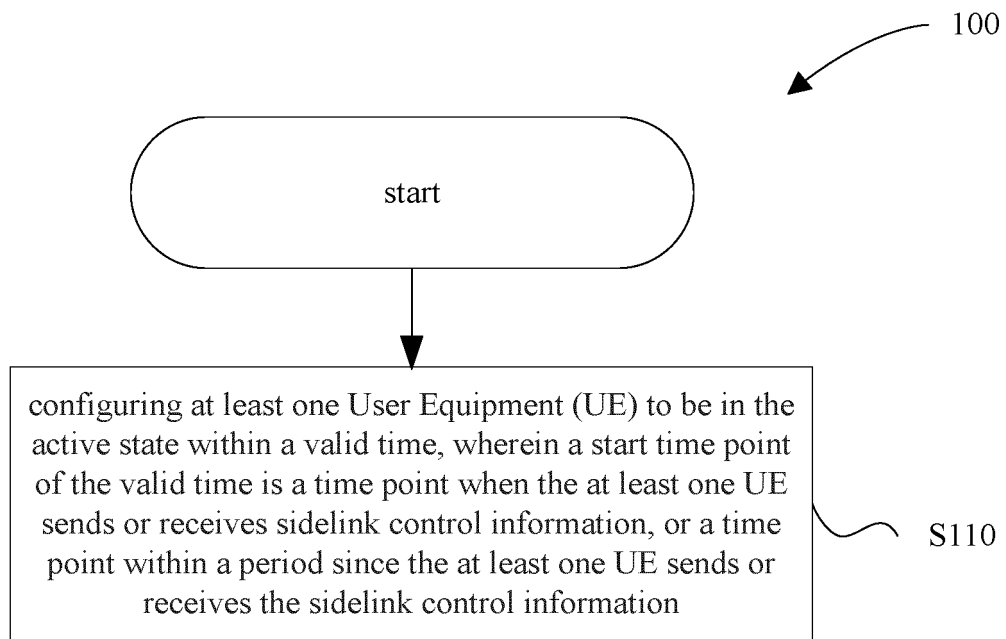 100
start
configuring at least one User Equipment (UE) to be in the
active state within a valid time, wherein a start time point
of the valid time is a time point when the at least one UE
sends or receives sidelink control information, or a time
point within a period since the at least one UE sends or
receives the sidelink control information
S110